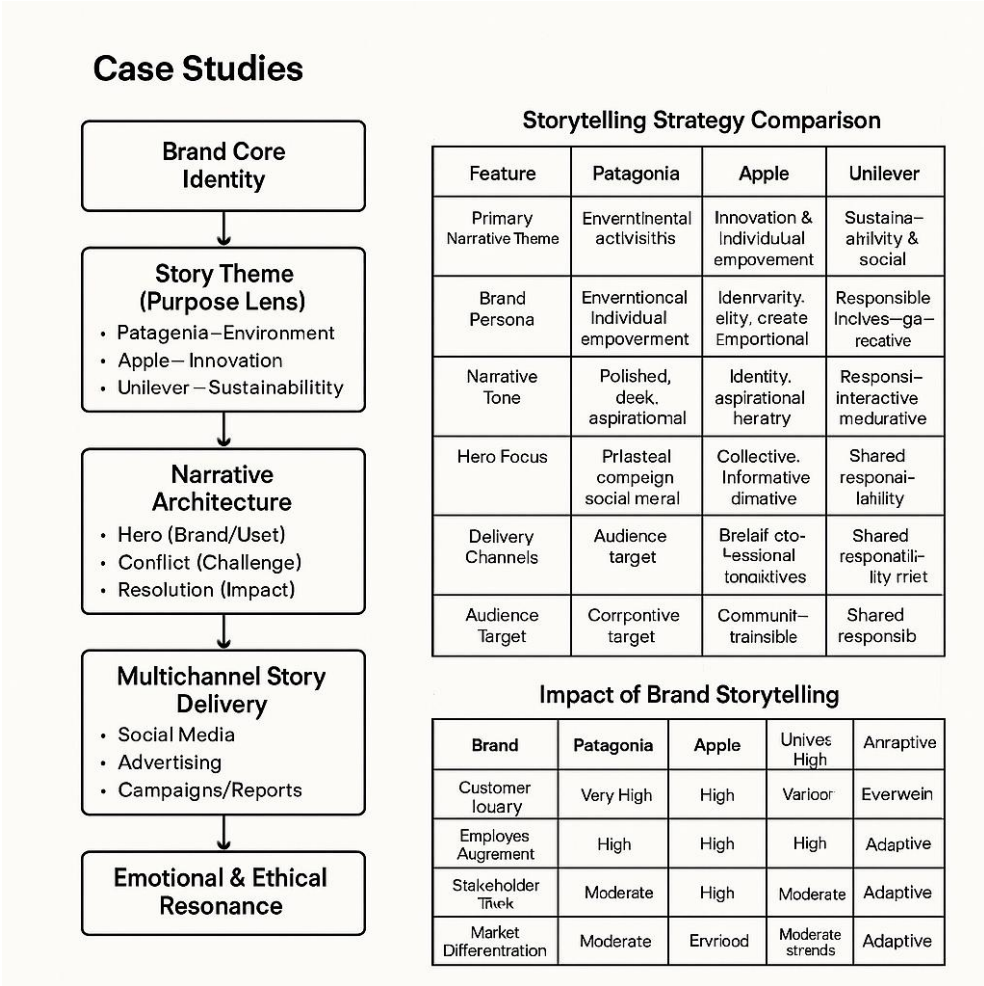 Case Studies
Brand Core
Identity
Story Theme
(Purpose Lens)
• Patagenia–Environment
• Apple– Innovation
• Unilever – Sustainabilitity
Narrative
Architecture
• Hero (Brand/Uset)
• Conflict (Challenge)
• Resolution (Impact)
Multichannel Story
Delivery
• Social Media
• Advertising
• Campaigns/Reports
Emotional & Ethical
Resonance
Storytelling Strategy Comparison
Feature
Patagonia
Apple
Unilever
Primary
Narrative Theme
Enverntlnental
Innovation &
Individulual
empovement
Sustaina–
social
Brand
Persona
Enverntioncal
Individual
empoverment
elity, create
Emportional
Responsible
Inclves–ga–
recative
Narrative
Tone
Polished,
deek.
aspiratiomal
Identity.
aspirational
heratry
Responsi–
interactive
medurative
Hero Focus
Prlasteal
compeign
social meral
Collective.
Informative
dimative
Shared
responai–
lahility
Delivery
Channels
Audience
target
Brelaif cto-
Lessional
Shared
responatili–
lity rriet
Audience
Target
Corrpontive
target
Communit–
trainsible
Shared
responsib
Impact of Brand Storytelling
Brand
Patagonia
Apple
Unives
High
Anraptive
Customer
louary
Very High
High
Varioor
Everwein
Employes
Augrement
High
High
High
Adaptive
Stakeholder
Moderate
High
Moderate
Adaptive
Market
Differentration
Moderate
Ervriood
Moderate
strends
Adaptive